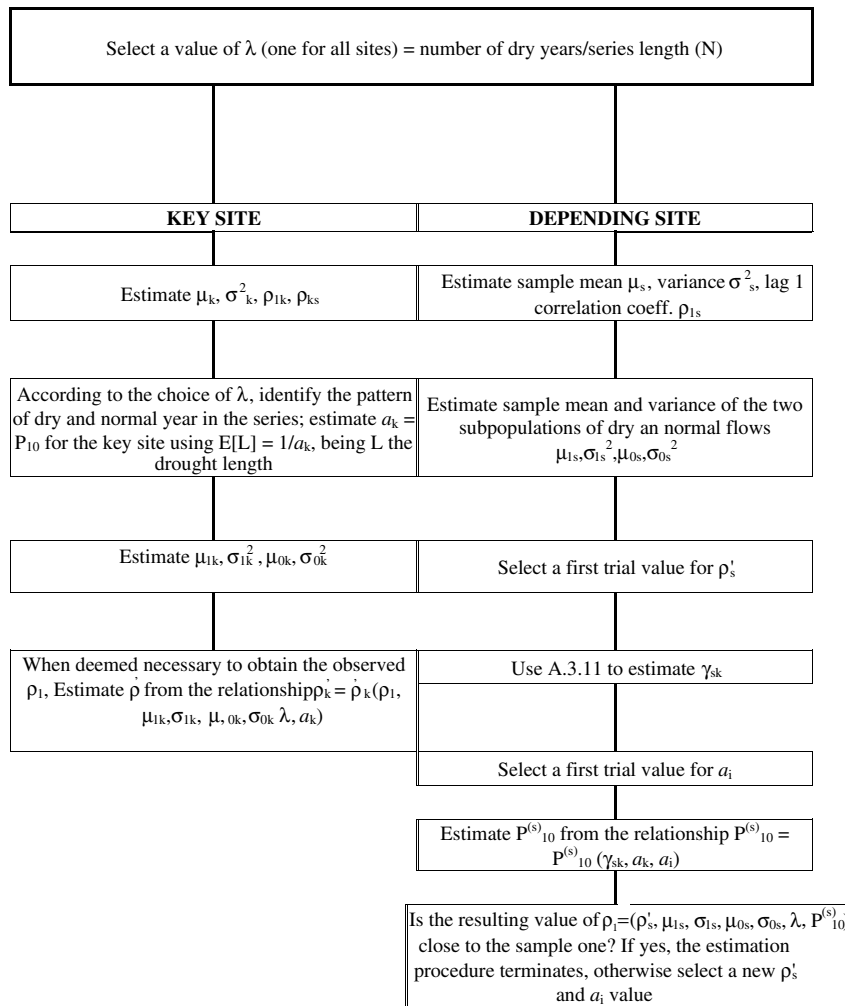 Select a value of λ (one for all sites) = number of dry years/series length (N)
KEY SITE
DEPENDING SITE
Estimate μk, σ²k, ρ1k, ρks
Estimate sample mean μs, variance σ²s, lag 1
correlation coeff. ρ1s
According to the choice of λ, identify the pattern
of dry and normal year in the series; estimate ak =
P10 for the key site using E[L] = 1/ak, being L the
drought length
Estimate sample mean and variance of the two
subpopulations of dry an normal flows
μ1s,σ1s²,μ0s,σ0s²
Estimate μ1k, σ1k², μ0k, σ0k²
Select a first trial value for ρ's
When deemed necessary to obtain the observed
ρ1, Estimate ρ' from the relationshipρ'k = ρ'k(ρ1,
μ1k,σ1k, μ,0k,σ0k λ, ak)
Use A.3.11 to estimate γsk
Select a first trial value for ai
Estimate P(s)10 from the relationship P(s)10 =
P(s)10 (γsk, ak, ai)
Is the resulting value of ρ1=(ρ's, μ1s, σ1s, μ0s, σ0s, λ, P(s)10)
close to the sample one? If yes, the estimation
procedure terminates, otherwise select a new ρ's
and ai value